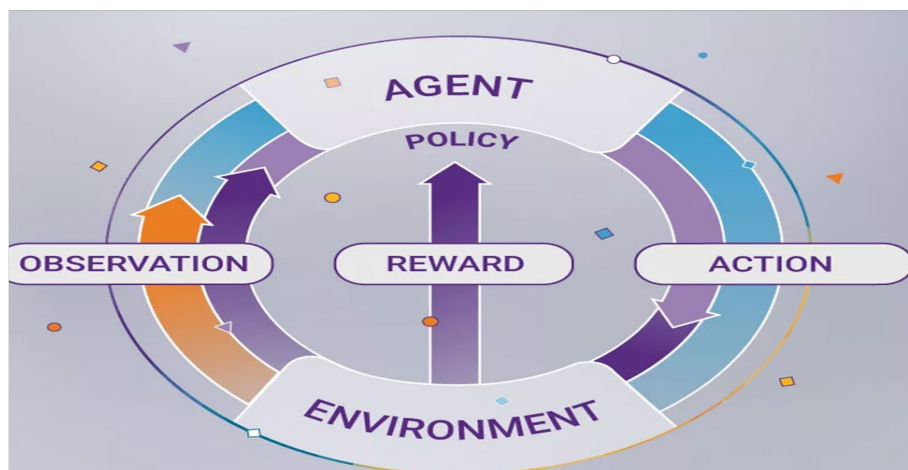 AGENT
POLICY
OBSERVATION
REWARD
ACTION
ENVIRONMENT